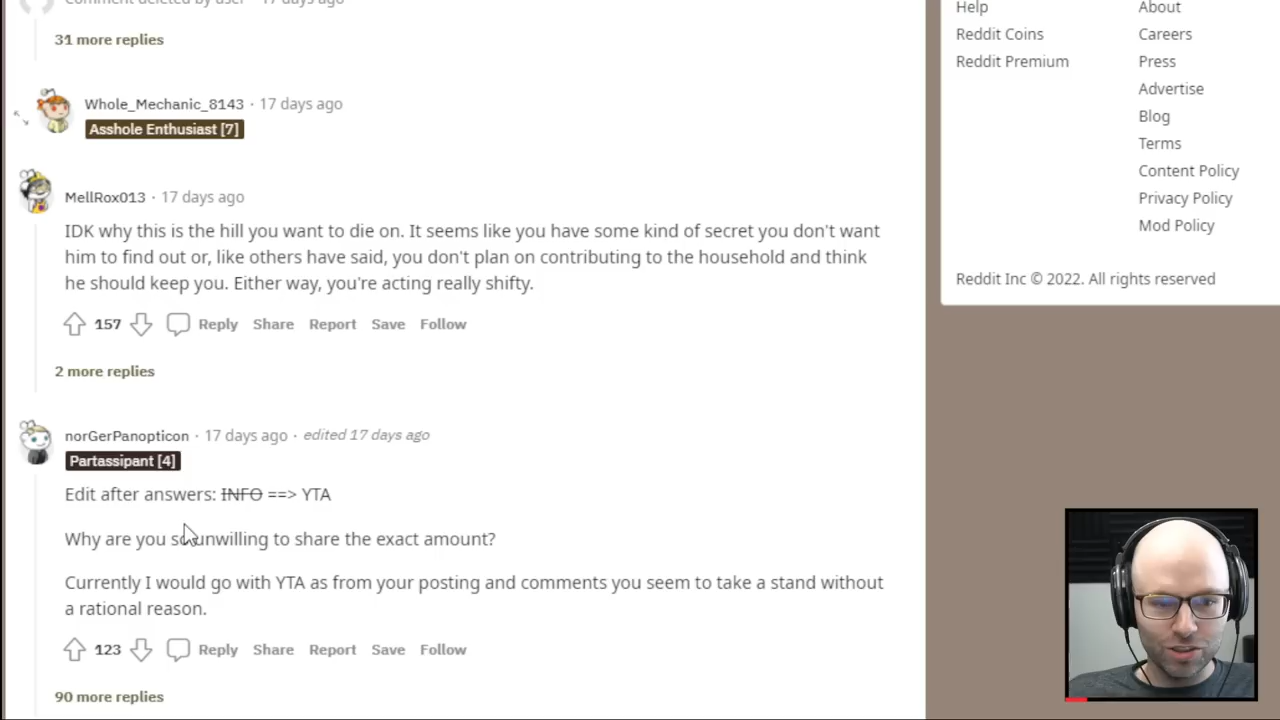 Comment deleted by user · 17 days ago
31 more replies
Whole_Mechanic_8143 · 17 days ago
Asshole Enthusiast [7]
MellRox013 · 17 days ago
IDK why this is the hill you want to die on. It seems like you have some kind of secret you don't want
him to find out or, like others have said, you don't plan on contributing to the household and think
he should keep you. Either way, you're acting really shifty.
157 Reply Share Report Save Follow
2 more replies
norGerPanopticon · 17 days ago · edited 17 days ago
Partassipant [4]
Edit after answers: INFO ==> YTA
Why are you so unwilling to share the exact amount?
Currently I would go with YTA as from your posting and comments you seem to take a stand without
a rational reason.
123 Reply Share Report Save Follow
90 more replies
Help
Reddit Coins
Reddit Premium
About
Careers
Press
Advertise
Blog
Terms
Content Policy
Privacy Policy
Mod Policy
Reddit Inc © 2022. All rights reserved